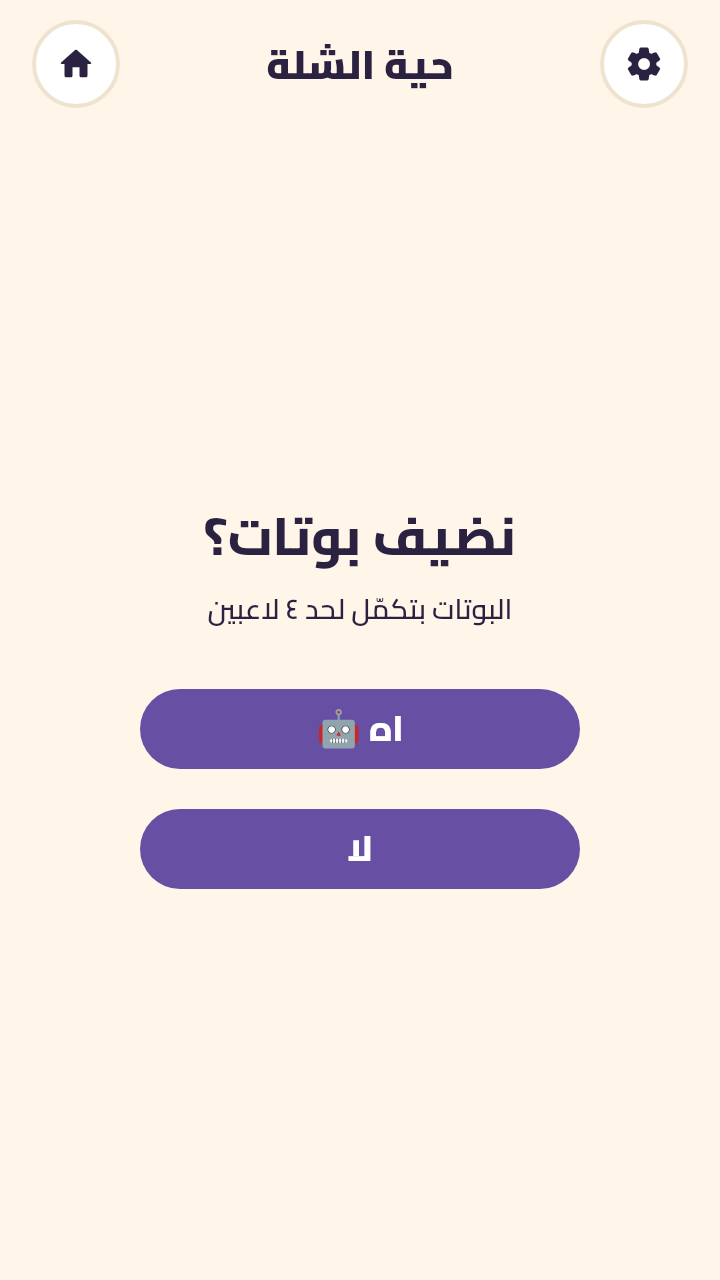 حية الشلة
نضيف بوتات؟
البوتات بتكمّل لحد ٤ لاعبين
اه 🤖
لا